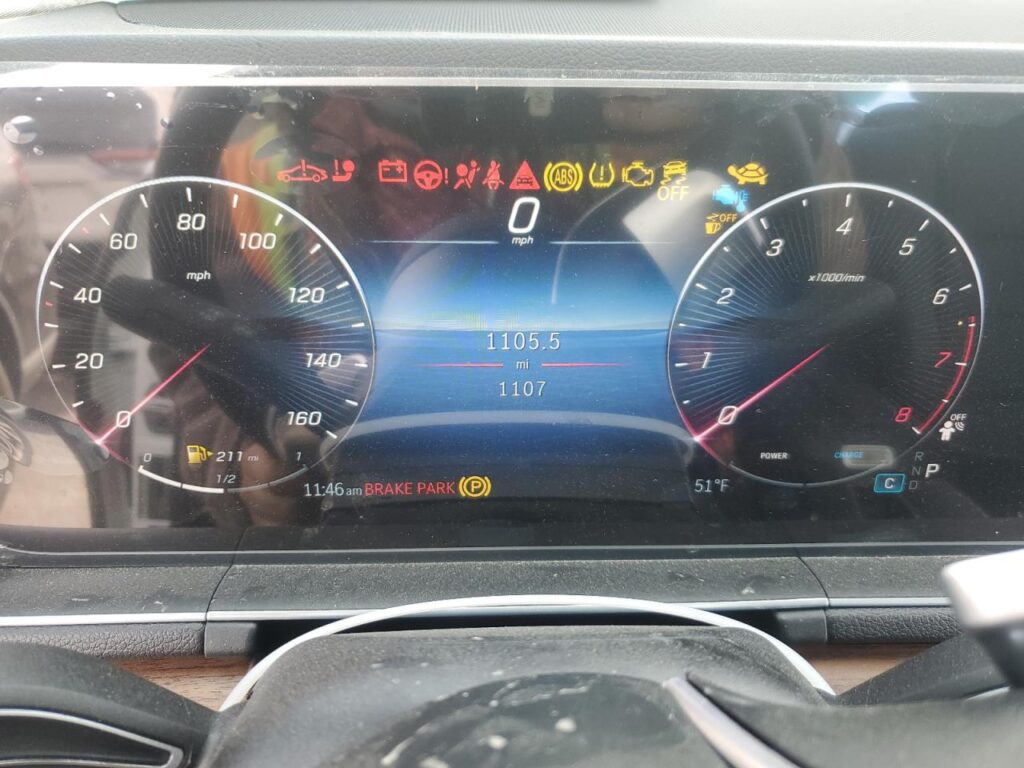 ABS
OFF
OFF
0
mph
80
60
100
mph
40
120
20
140
0
160
0
211 mi
1
1/2
1105.5
mi
1107
4
3
5
x1000/min
2
6
1
7
0
8
OFF
POWER
CHARGE
R
N P
C D
11:46 am BRAKE PARK (P)
51°F